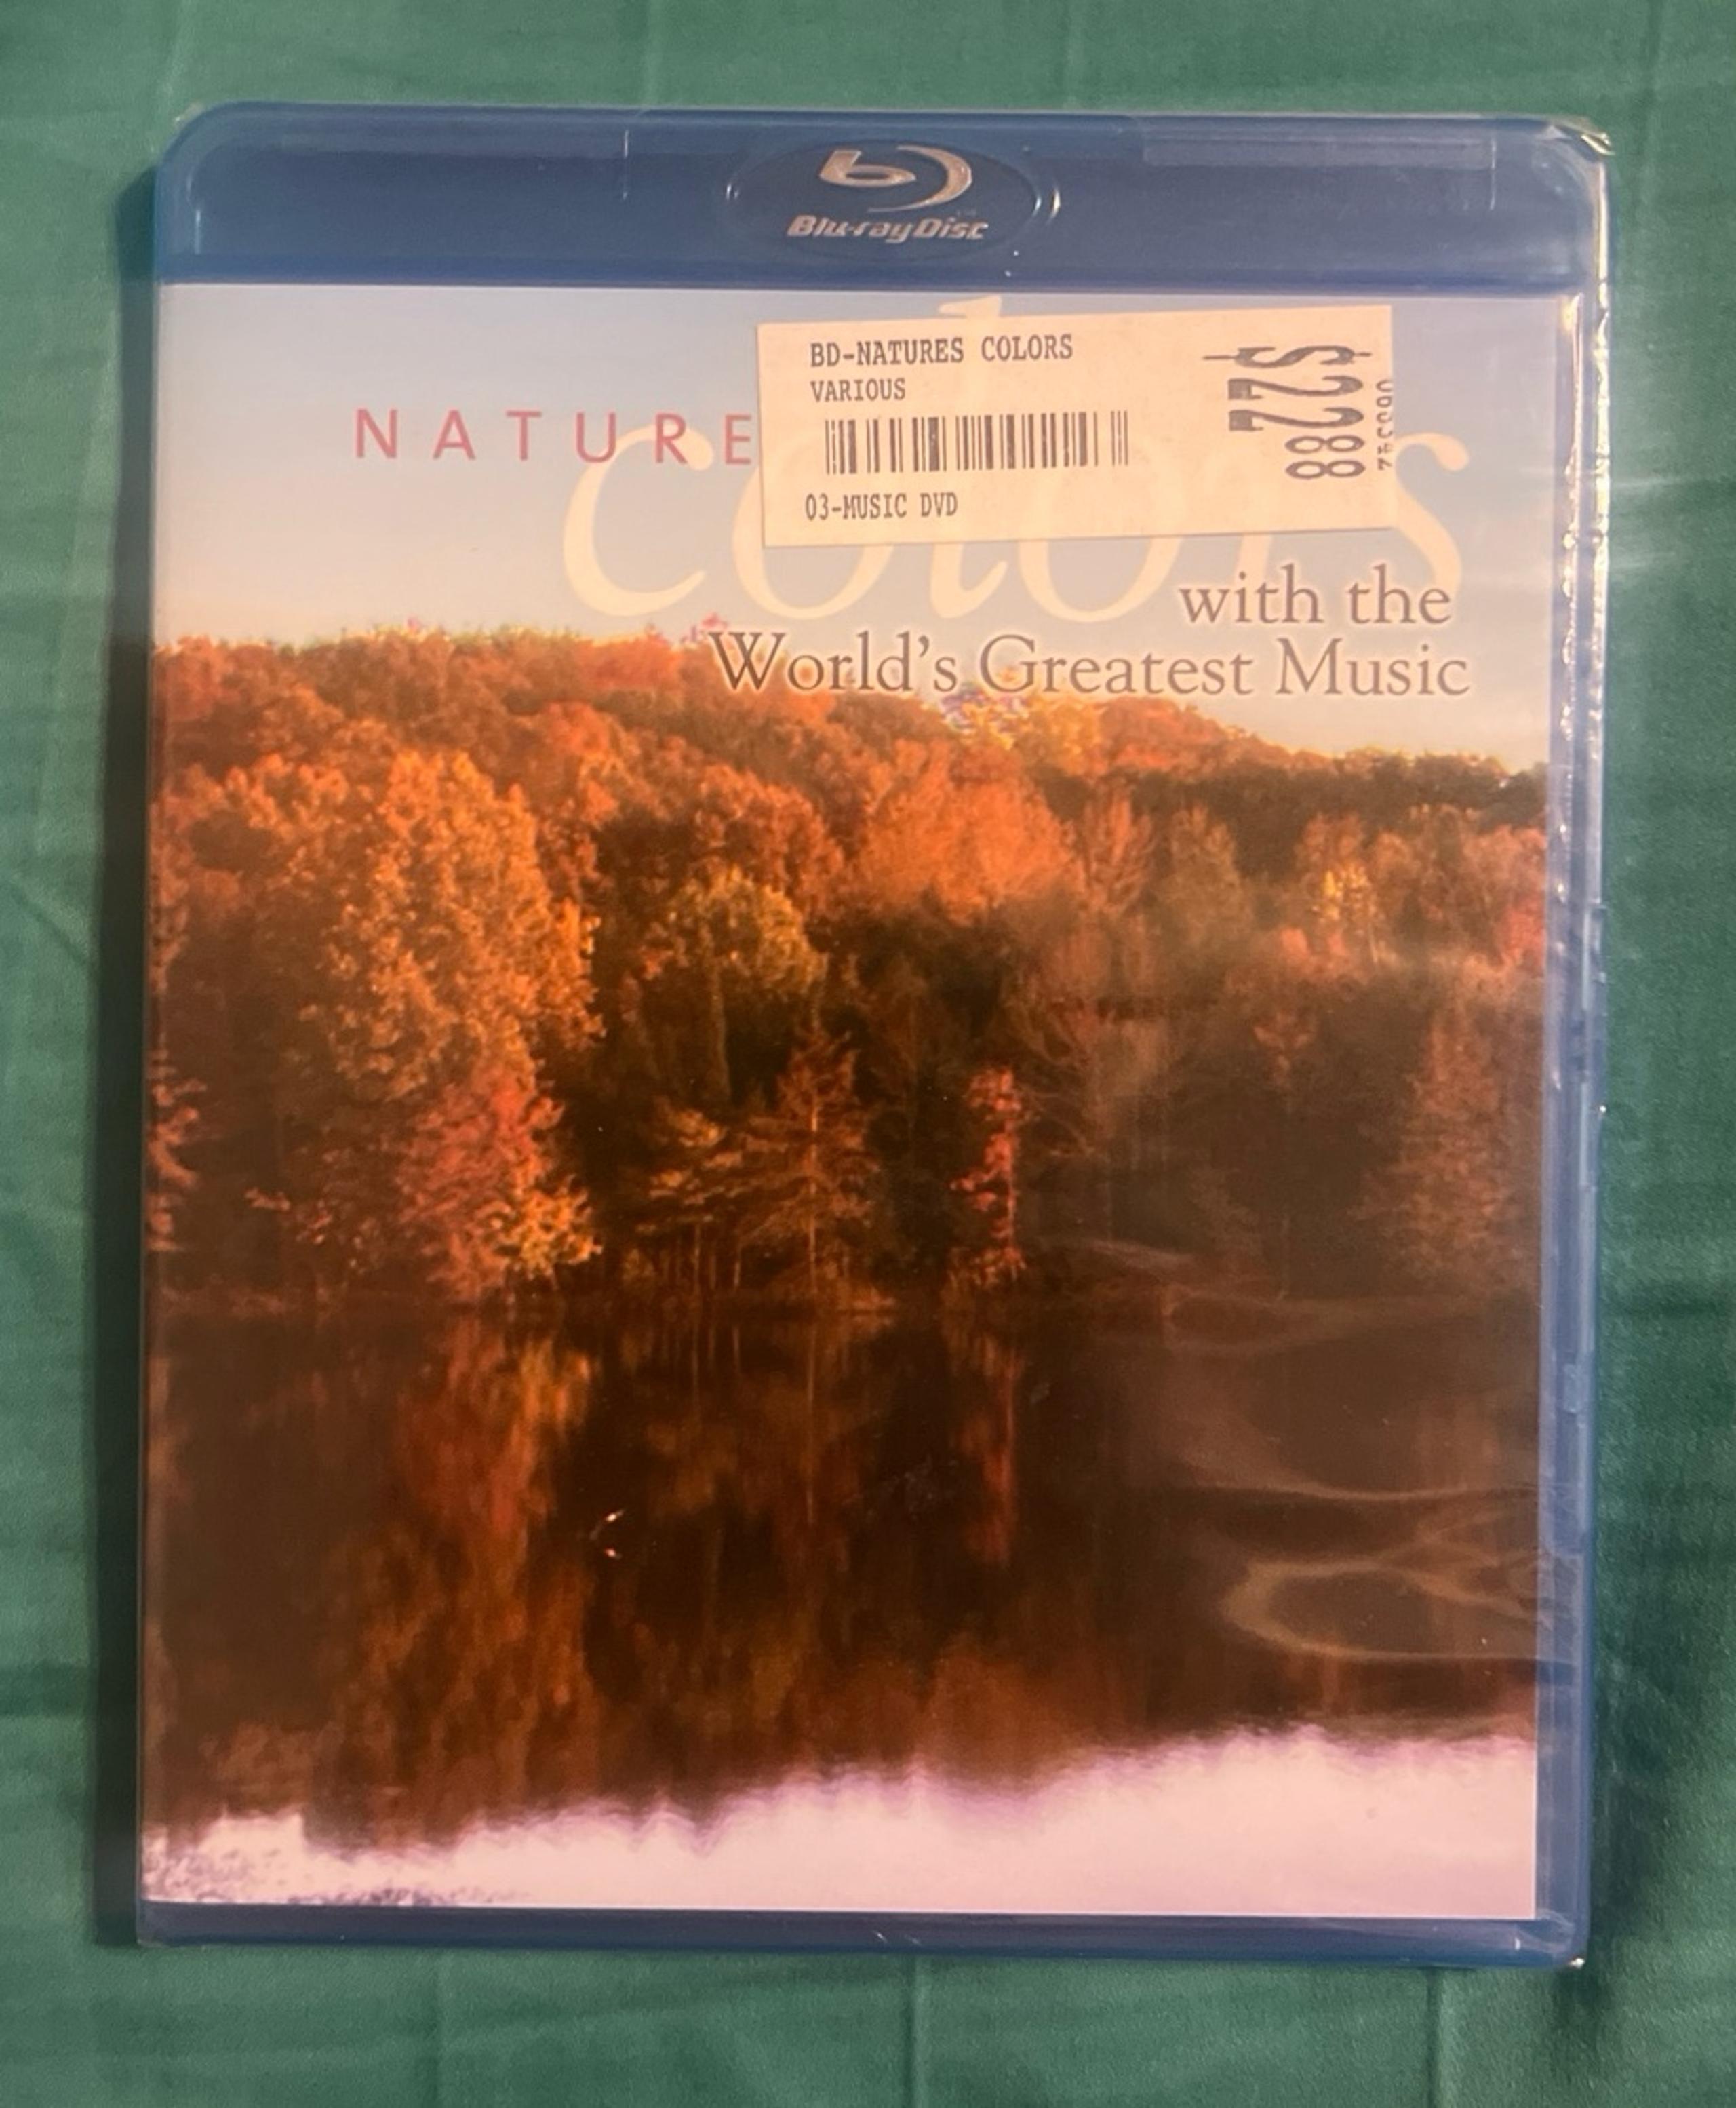 Blu-ray Disc
BD-NATURES COLORS
VARIOUS
03-MUSIC DVD
$22
88
NATURE
colors
with the
World's Greatest Music